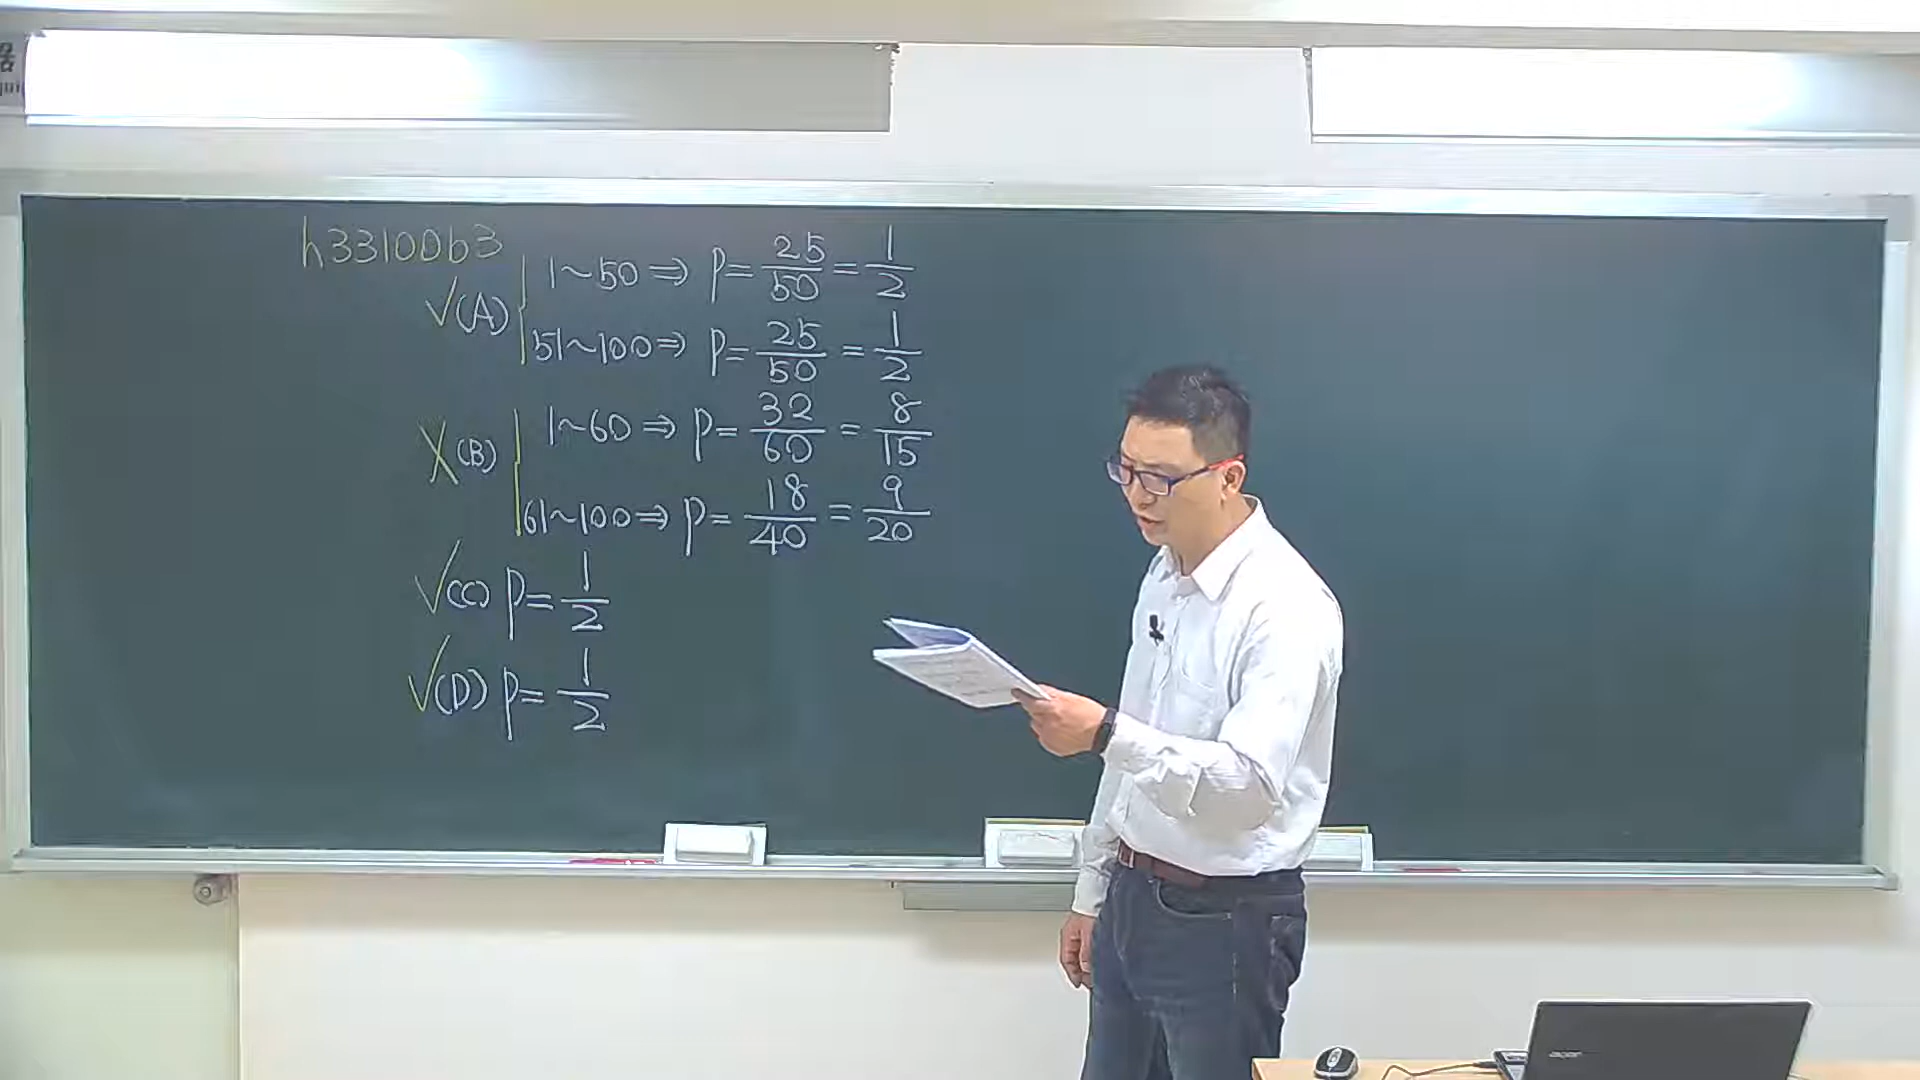 h33100b3
√(A) 1~50 ⇒ p = 25/50 = 1/2
51~100 ⇒ p = 25/50 = 1/2
X(B) 1~60 ⇒ p = 32/60 = 8/15
61~100 ⇒ p = 18/40 = 9/20
√(C) p = 1/2
√(D) p = 1/2
acer